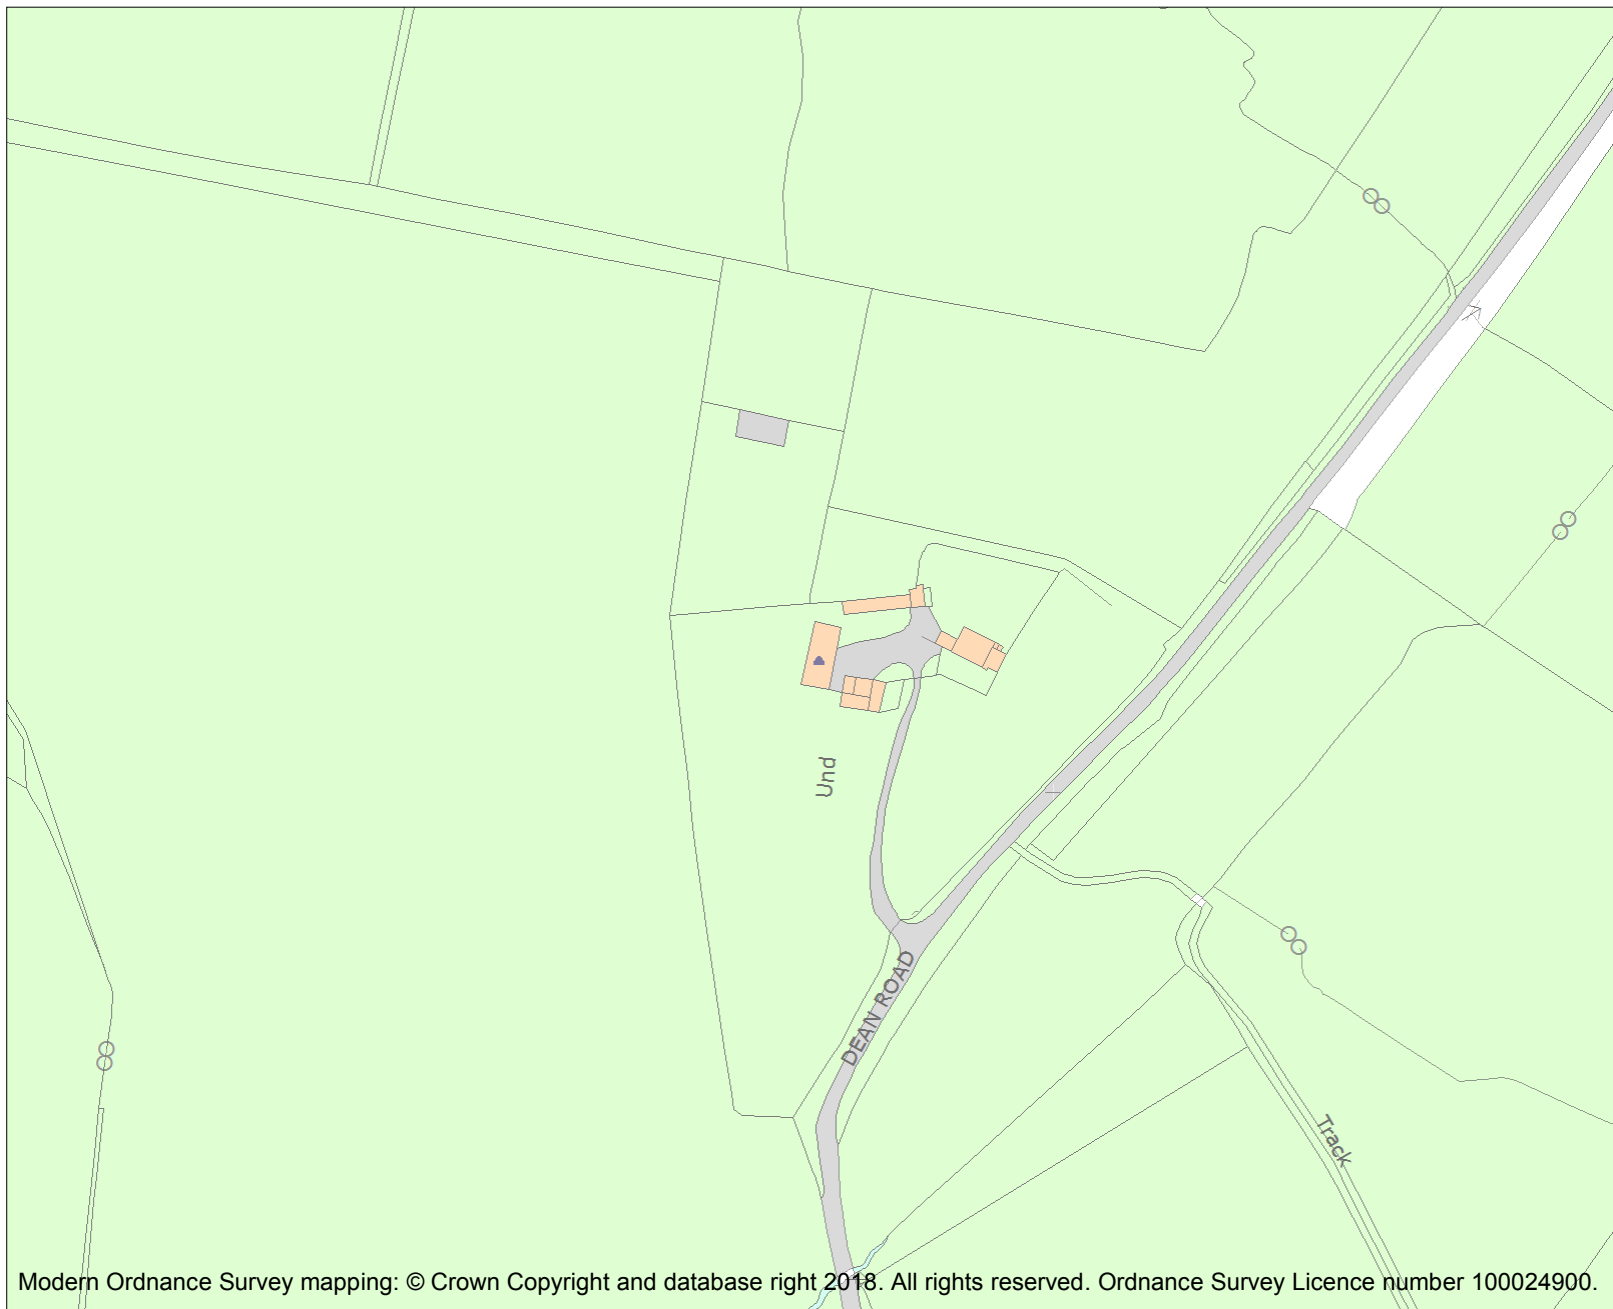 Und
DEAN ROAD
Track
Modern Ordnance Survey mapping: © Crown Copyright and database right 2018. All rights reserved. Ordnance Survey Licence number 100024900.